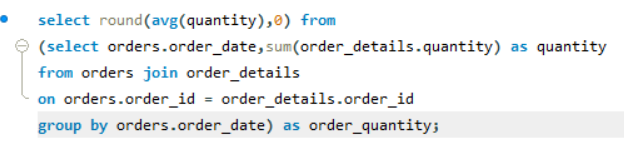 select round(avg(quantity),0) from
(select orders.order_date,sum(order_details.quantity) as quantity
from orders join order_details
on orders.order_id = order_details.order_id
group by orders.order_date) as order_quantity;